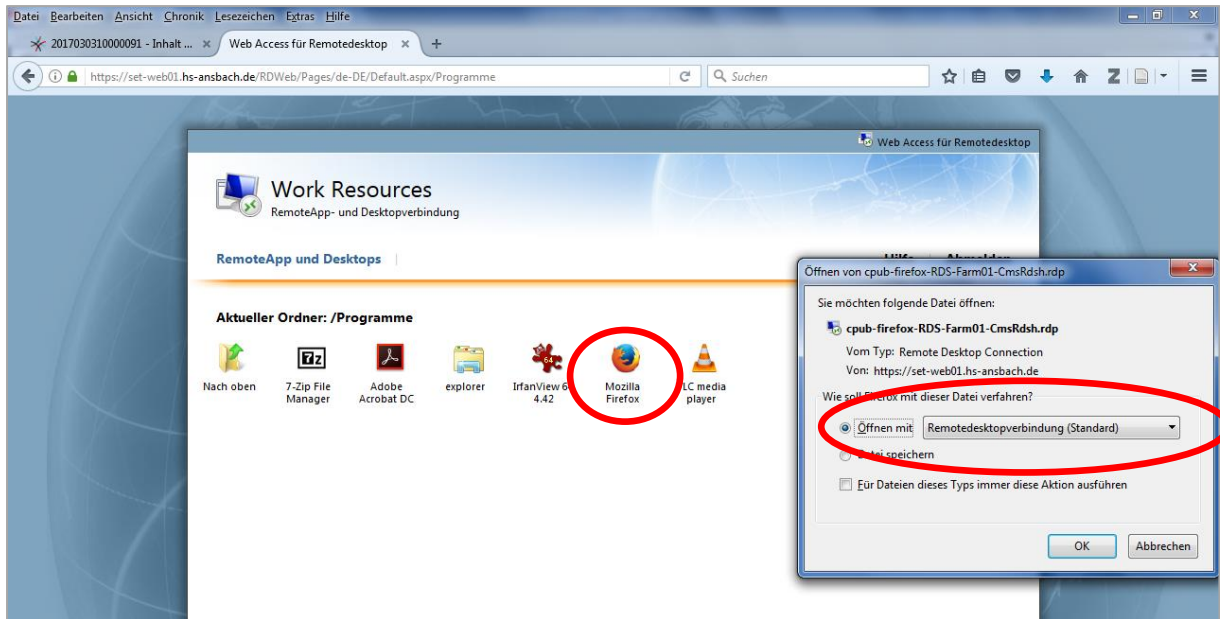 Datei Bearbeiten Ansicht Chronik Lesezeichen Extras Hilfe
2017030310000091 - Inhalt ... × Web Access für Remotedesktop × +
https://set-web01.hs-ansbach.de/RDWeb/Pages/de-DE/Default.aspx/Programme Suchen
Web Access für Remotedesktop
Work Resources
RemoteApp- und Desktopverbindung
RemoteApp und Desktops
Aktueller Ordner: /Programme
Nach oben
7-Zip File
Manager
Adobe
Acrobat DC
explorer
IrfanView 6
4.42
Mozilla
Firefox
LC media
player
Öffnen von cpub-firefox-RDS-Farm01-CmsRdsh.rdp
Sie möchten folgende Datei öffnen:
cpub-firefox-RDS-Farm01-CmsRdsh.rdp
Vom Typ: Remote Desktop Connection
Von: https://set-web01.hs-ansbach.de
Wie soll Firefox mit dieser Datei verfahren?
Öffnen mit Remotedesktopverbindung (Standard)
Datei speichern
Für Dateien dieses Typs immer diese Aktion ausführen
OK Abbrechen